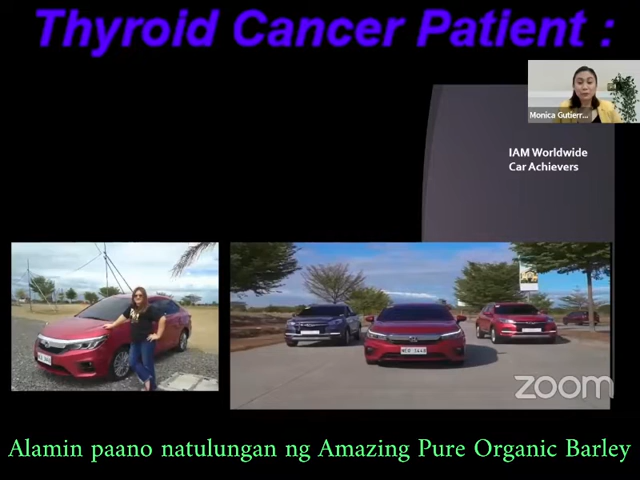 Thyroid Cancer Patient :
Monica Gutierr...
IAM Worldwide
Car Achievers
zoom
Alamin paano natulungan ng Amazing Pure Organic Barley